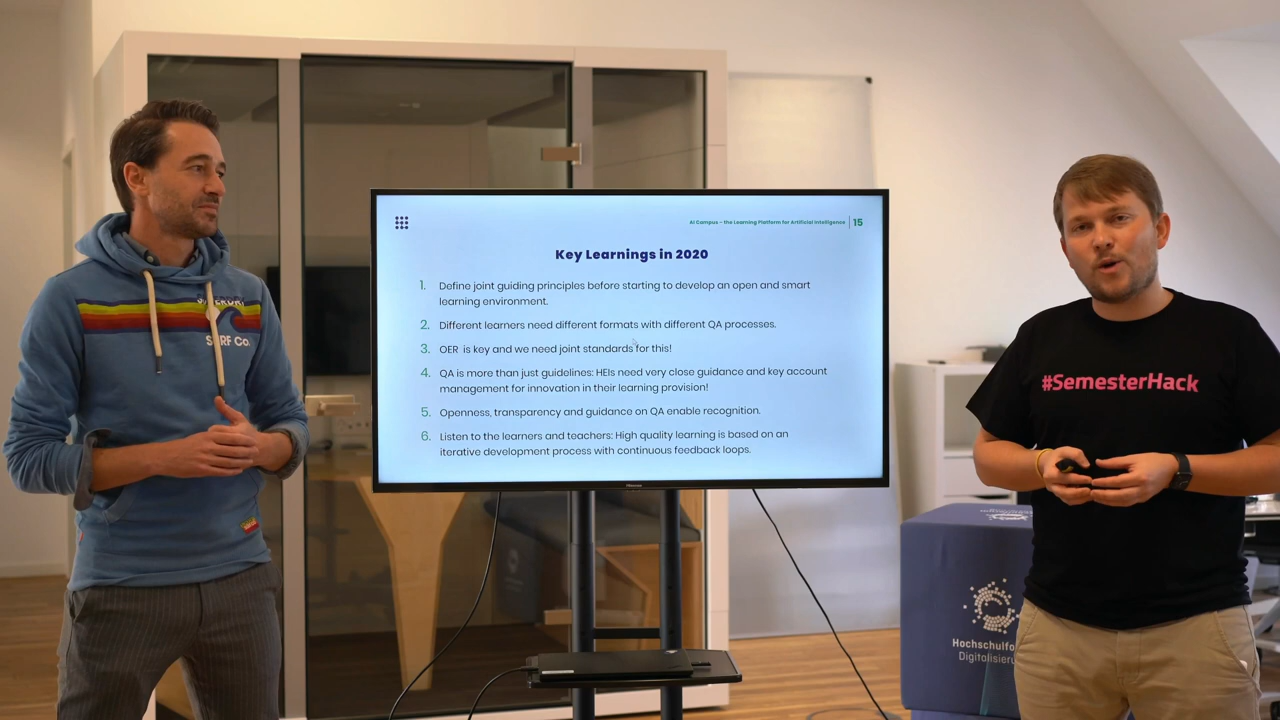 AI Campus – the Learning Platform for Artificial Intelligence | 15
Key Learnings in 2020
1. Define joint guiding principles before starting to develop an open and smart
learning environment.
2. Different learners need different formats with different QA processes.
3. OER is key and we need joint standards for this!
4. QA is more than just guidelines: HEIs need very close guidance and key account
management for innovation in their learning provision!
5. Openness, transparency and guidance on QA enable recognition.
6. Listen to the learners and teachers: High quality learning is based on an
iterative development process with continuous feedback loops.
Hisense
SURF CO.
#SemesterHack
Hochschulfo
Digitalisieru